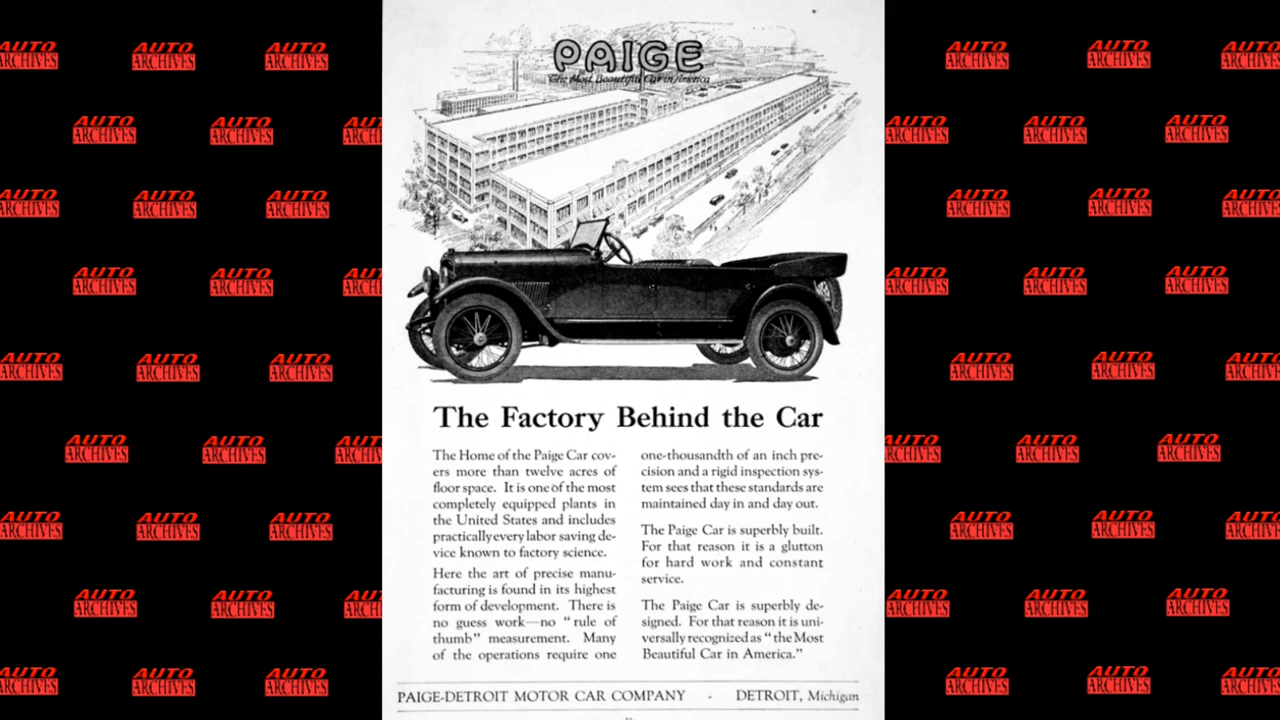 PAIGE
The Most Beautiful Car in America
The Factory Behind the Car
The Home of the Paige Car cov-
ers more than twelve acres of
floor space. It is one of the most
completely equipped plants in
the United States and includes
practically every labor saving de-
vice known to factory science.
Here the art of precise manu-
facturing is found in its highest
form of development. There is
no guess work—no "rule of
thumb" measurement. Many
of the operations require one
one-thousandth of an inch pre-
cision and a rigid inspection sys-
tem sees that these standards are
maintained day in and day out.
The Paige Car is superbly built.
For that reason it is a glutton
for hard work and constant
service.
The Paige Car is superbly de-
signed. For that reason it is uni-
versally recognized as "the Most
Beautiful Car in America."
PAIGE-DETROIT MOTOR CAR COMPANY - DETROIT, Michigan
AUTO
ARCHIVES